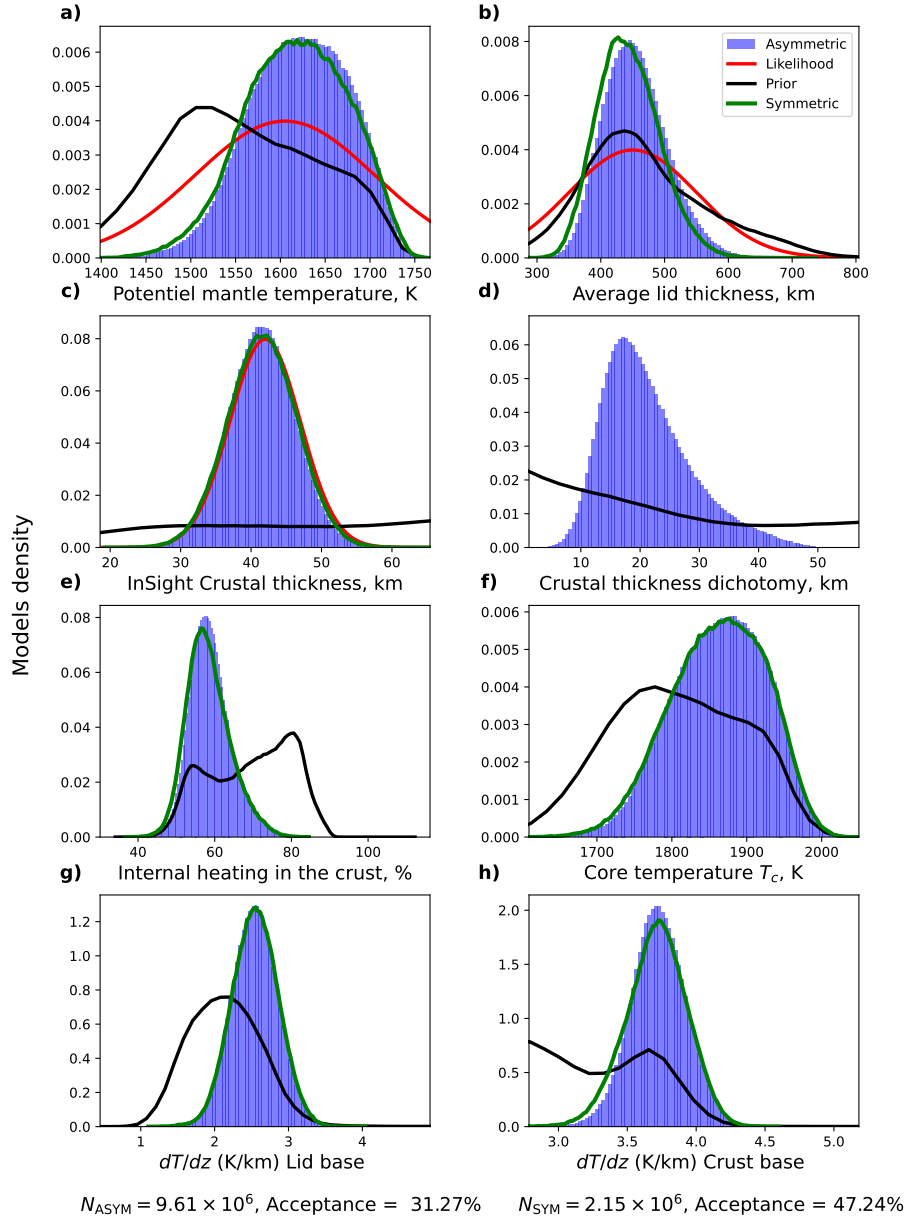 a)
0.006
0.005
0.004
0.003
0.002
0.001
0.000
1400 1450 1500 1550 1600 1650 1700 1750
Potentiel mantle temperature, K
b)
Asymmetric
Likelihood
Prior
Symmetric
0.008
0.006
0.004
0.002
0.000
300 400 500 600 700 800
Average lid thickness, km
c)
0.08
0.06
0.04
0.02
0.00
20 30 40 50 60
InSight Crustal thickness, km
d)
0.06
0.05
0.04
0.03
0.02
0.01
0.00
10 20 30 40 50
Crustal thickness dichotomy, km
Models density
e)
0.08
0.06
0.04
0.02
0.00
40 60 80 100
Internal heating in the crust, %
f)
0.006
0.005
0.004
0.003
0.002
0.001
0.000
1700 1800 1900 2000
Core temperature T_c, K
g)
1.2
1.0
0.8
0.6
0.4
0.2
0.0
1 2 3 4
dT/dz (K/km) Lid base
h)
2.0
1.5
1.0
0.5
0.0
3.0 3.5 4.0 4.5 5.0
dT/dz (K/km) Crust base
N_ASYM = 9.61 × 10⁶, Acceptance = 31.27%
N_SYM = 2.15 × 10⁶, Acceptance = 47.24%